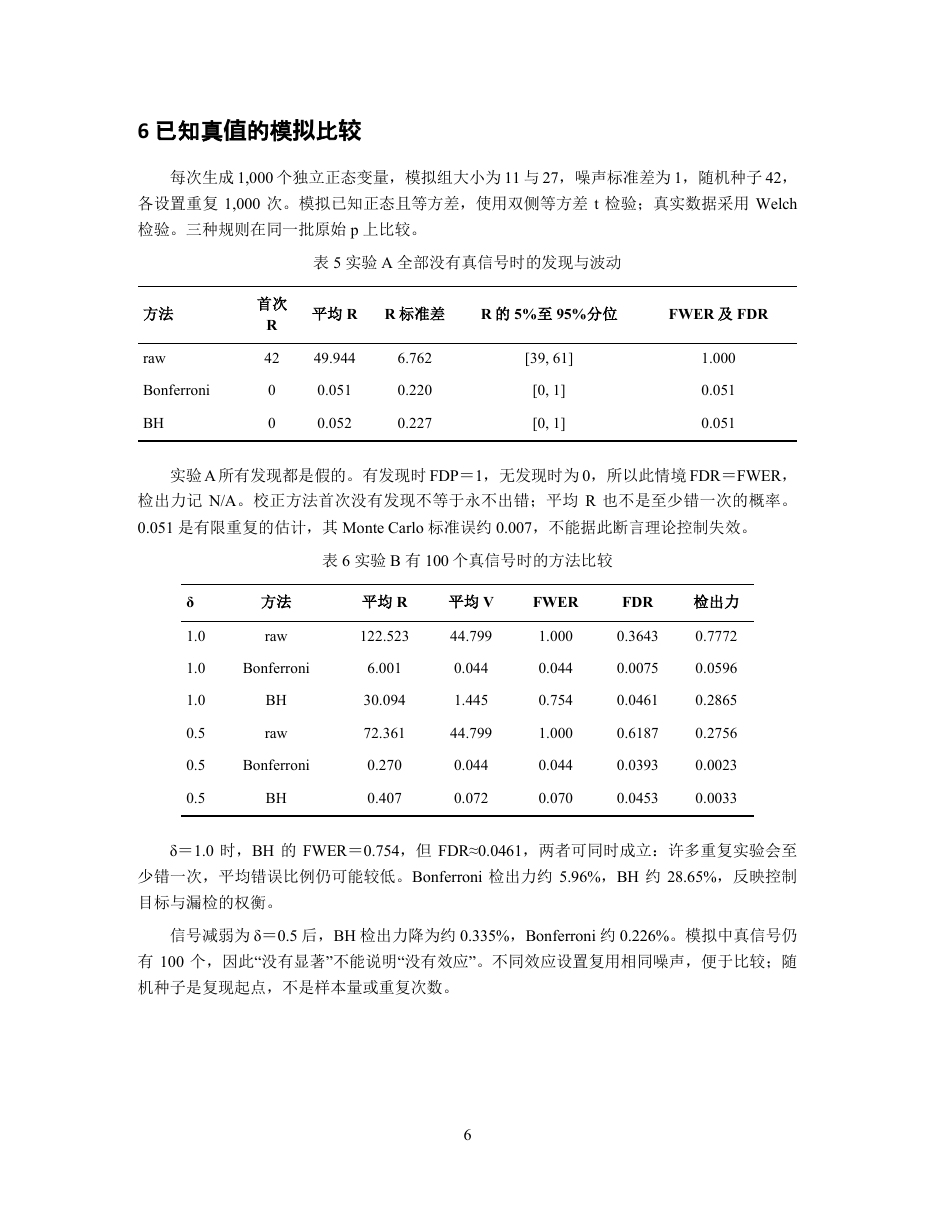 6 已知真值的模拟比较
每次生成 1,000 个独立正态变量，模拟组大小为 11 与 27，噪声标准差为 1，随机种子 42，
各设置重复 1,000 次。模拟已知正态且等方差，使用双侧等方差 t 检验；真实数据采用 Welch
检验。三种规则在同一批原始 p 上比较。
表 5 实验 A 全部没有真信号时的发现与波动
方法 首次 R 平均 R R 标准差 R 的 5%至 95%分位 FWER 及 FDR
raw 42 49.944 6.762 [39, 61] 1.000
Bonferroni 0 0.051 0.220 [0, 1] 0.051
BH 0 0.052 0.227 [0, 1] 0.051
实验 A 所有发现都是假的。有发现时 FDP＝1，无发现时为 0，所以此情境 FDR＝FWER，
检出力记 N/A。校正方法首次没有发现不等于永不出错；平均 R 也不是至少错一次的概率。
0.051 是有限重复的估计，其 Monte Carlo 标准误约 0.007，不能据此断言理论控制失效。
表 6 实验 B 有 100 个真信号时的方法比较
δ 方法 平均 R 平均 V FWER FDR 检出力
1.0 raw 122.523 44.799 1.000 0.3643 0.7772
1.0 Bonferroni 6.001 0.044 0.044 0.0075 0.0596
1.0 BH 30.094 1.445 0.754 0.0461 0.2865
0.5 raw 72.361 44.799 1.000 0.6187 0.2756
0.5 Bonferroni 0.270 0.044 0.044 0.0393 0.0023
0.5 BH 0.407 0.072 0.070 0.0453 0.0033
δ＝1.0 时，BH 的 FWER＝0.754，但 FDR≈0.0461，两者可同时成立：许多重复实验会至
少错一次，平均错误比例仍可能较低。Bonferroni 检出力约 5.96%，BH 约 28.65%，反映控制
目标与漏检的权衡。
信号减弱为 δ＝0.5 后，BH 检出力降为约 0.335%，Bonferroni 约 0.226%。模拟中真信号仍
有 100 个，因此“没有显著”不能说明“没有效应”。不同效应设置复用相同噪声，便于比较；随
机种子是复现起点，不是样本量或重复次数。
6